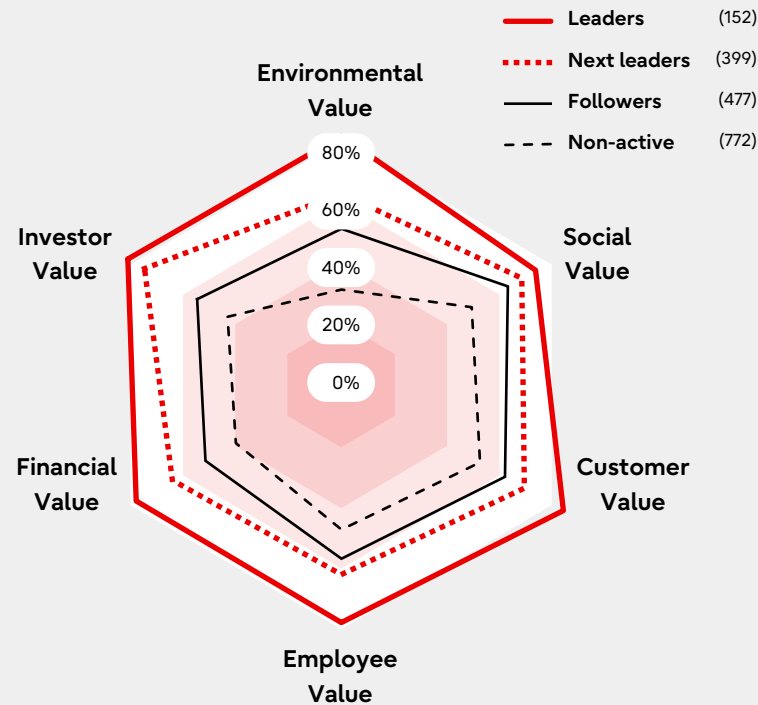 Leaders (152)
Next leaders (399)
Followers (477)
Non-active (772)
Environmental
Value
80%
60%
40%
20%
0%
Investor
Value
Social
Value
Financial
Value
Customer
Value
Employee
Value